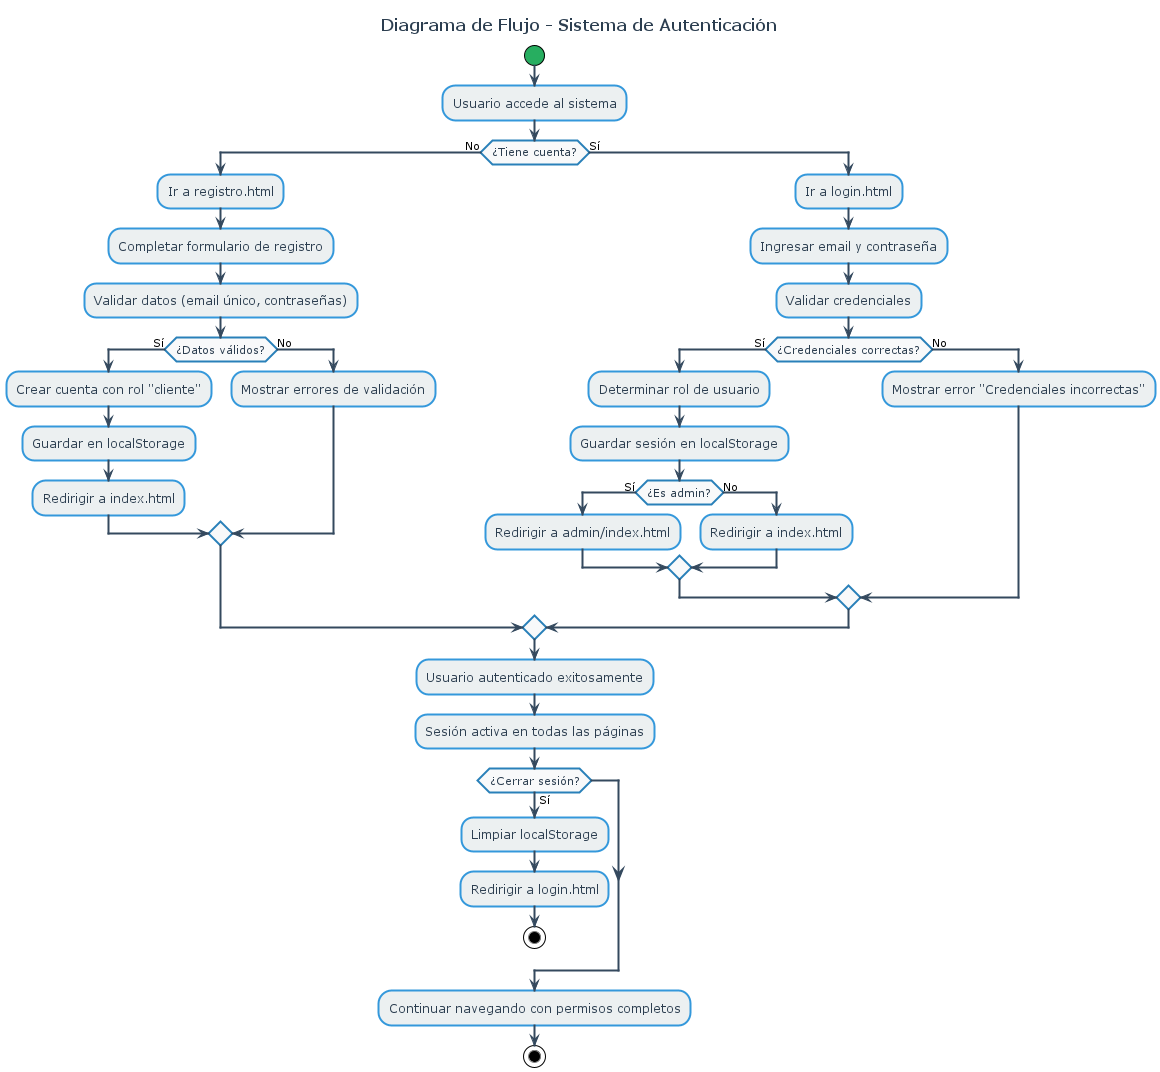 Diagrama de Flujo - Sistema de Autenticación
Usuario accede al sistema
¿Tiene cuenta?
No
Sí
Ir a registro.html
Completar formulario de registro
Validar datos (email único, contraseñas)
¿Datos válidos?
Sí
No
Crear cuenta con rol "cliente"
Guardar en localStorage
Redirigir a index.html
Mostrar errores de validación
Ir a login.html
Ingresar email y contraseña
Validar credenciales
¿Credenciales correctas?
Sí
No
Determinar rol de usuario
Guardar sesión en localStorage
¿Es admin?
Sí
No
Redirigir a admin/index.html
Redirigir a index.html
Mostrar error "Credenciales incorrectas"
Usuario autenticado exitosamente
Sesión activa en todas las páginas
¿Cerrar sesión?
Sí
Limpiar localStorage
Redirigir a login.html
Continuar navegando con permisos completos